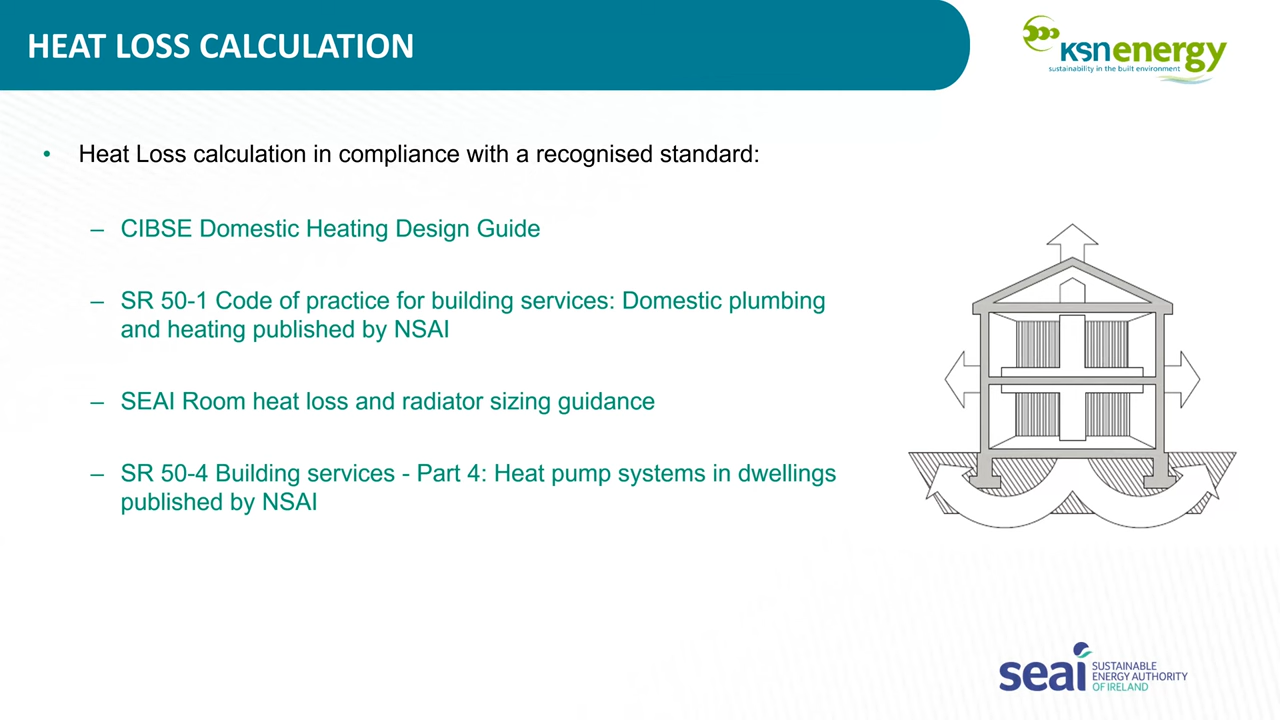 HEAT LOSS CALCULATION
KSNenergy
sustainability in the built environment
• Heat Loss calculation in compliance with a recognised standard:
– CIBSE Domestic Heating Design Guide
– SR 50-1 Code of practice for building services: Domestic plumbing
and heating published by NSAI
– SEAI Room heat loss and radiator sizing guidance
– SR 50-4 Building services - Part 4: Heat pump systems in dwellings
published by NSAI
seai
SUSTAINABLE
ENERGY AUTHORITY
OF IRELAND